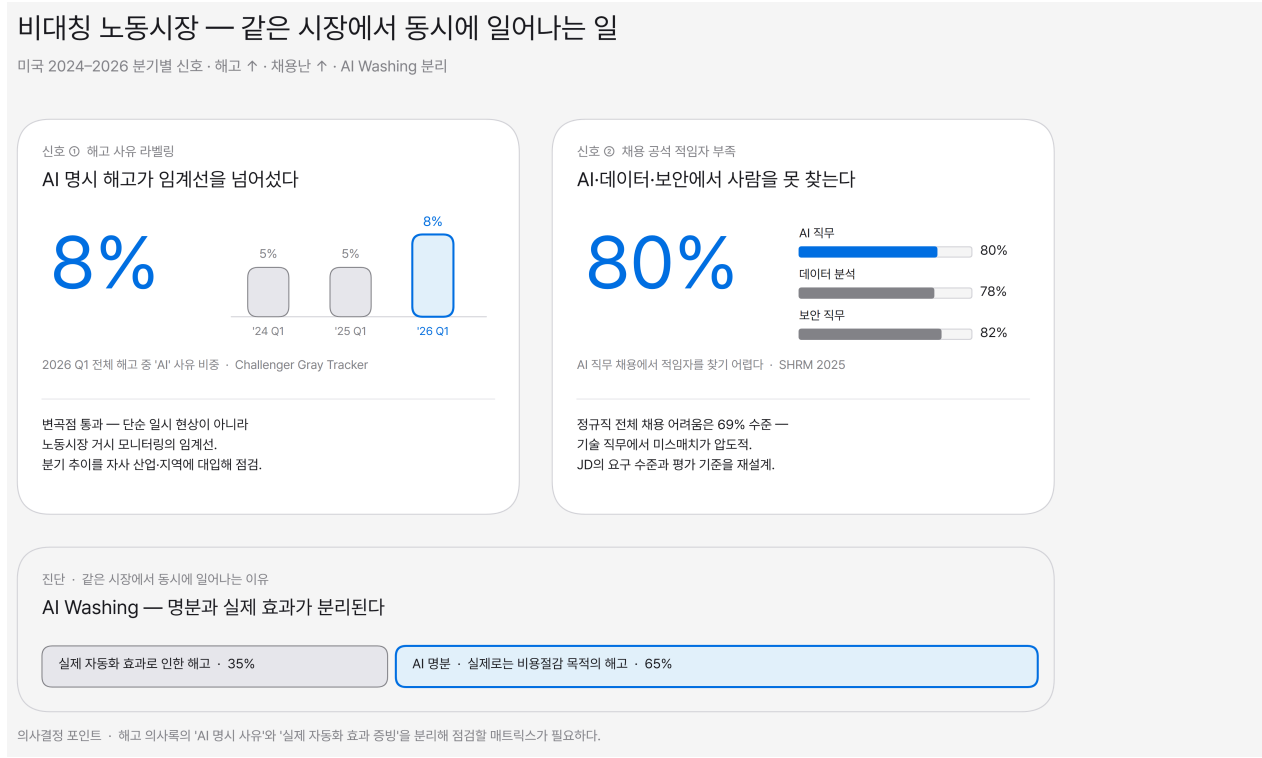 비대칭 노동시장 — 같은 시장에서 동시에 일어나는 일
미국 2024–2026 분기별 신호 · 해고 ↑ · 채용난 ↑ · AI Washing 분리
신호 ① 해고 사유 라벨링
AI 명시 해고가 임계선을 넘어섰다
8%
5%
5%
8%
'24 Q1
'25 Q1
'26 Q1
2026 Q1 전체 해고 중 'AI' 사유 비중 · Challenger Gray Tracker
변곡점 통과 — 단순 일시 현상이 아니라
노동시장 거시 모니터링의 임계선.
분기 추이를 자사 산업·지역에 대입해 점검.
신호 ② 채용 공석 적임자 부족
AI·데이터·보안에서 사람을 못 찾는다
80%
AI 직무
80%
데이터 분석
78%
보안 직무
82%
AI 직무 채용에서 적임자를 찾기 어렵다 · SHRM 2025
정규직 전체 채용 어려움은 69% 수준 —
기술 직무에서 미스매치가 압도적.
JD의 요구 수준과 평가 기준을 재설계.
진단 · 같은 시장에서 동시에 일어나는 이유
AI Washing — 명분과 실제 효과가 분리된다
실제 자동화 효과로 인한 해고 · 35%
AI 명분 · 실제로는 비용절감 목적의 해고 · 65%
의사결정 포인트 · 해고 의사록의 'AI 명시 사유'와 '실제 자동화 효과 증빙'을 분리해 점검할 매트릭스가 필요하다.